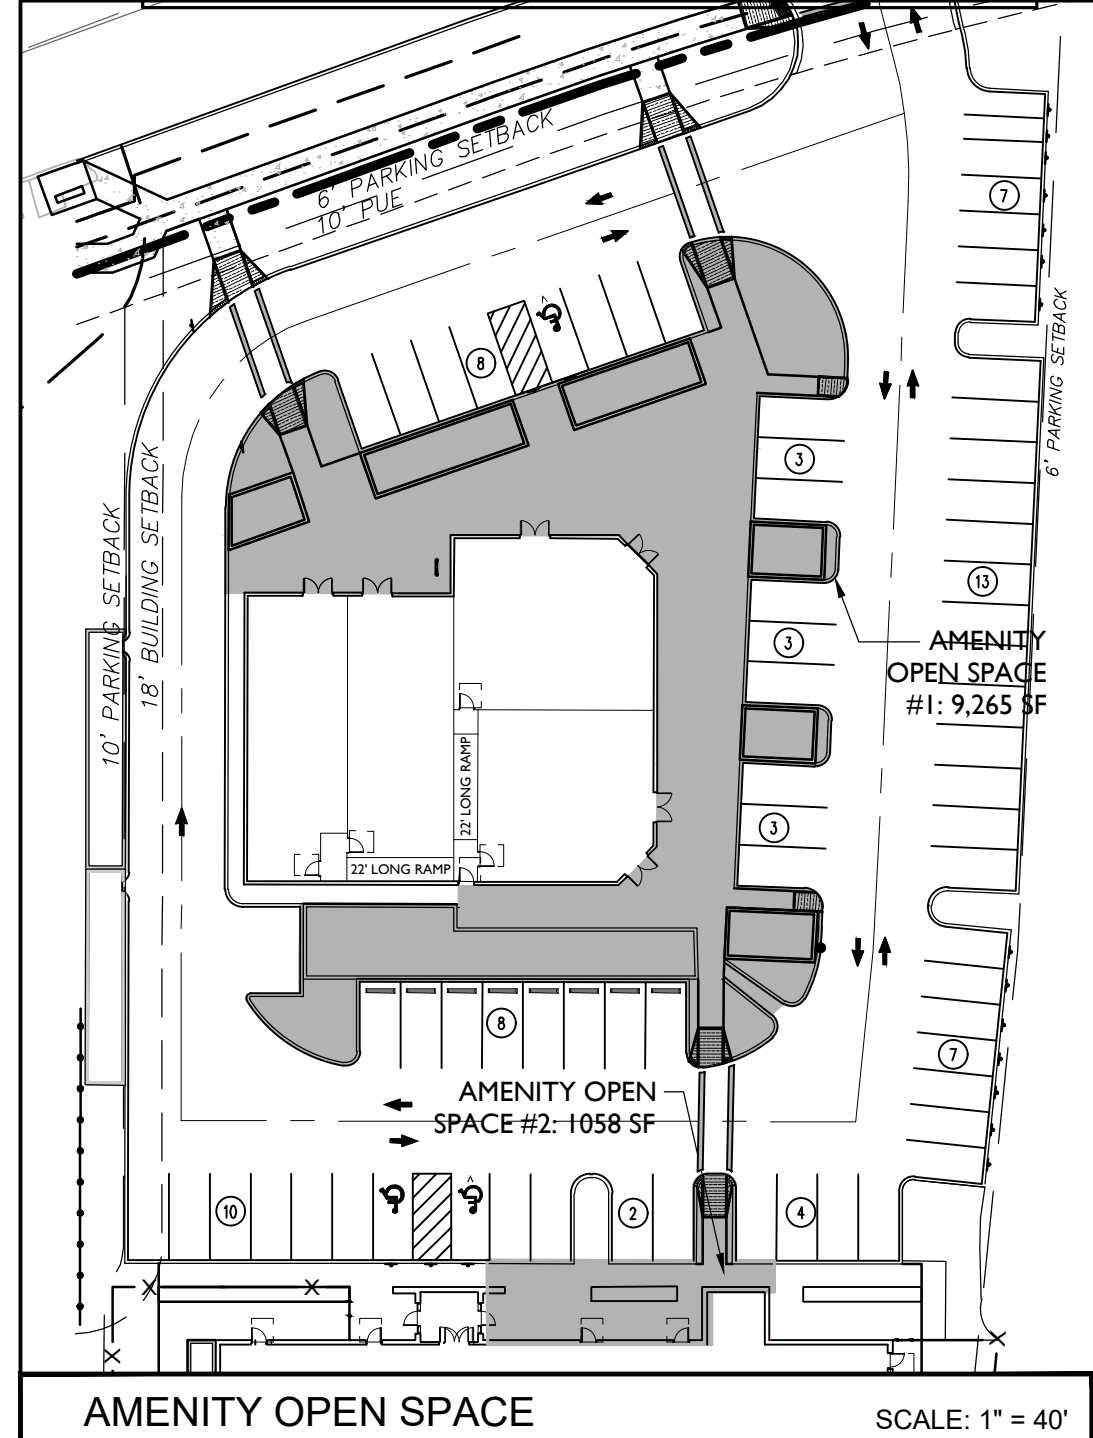 6' PARKING SETBACK
10' PUE
7
8
6' PARKING SETBACK
3
10' PARKING SETBACK
18' BUILDING SETBACK
13
3
AMENITY
OPEN SPACE
#1: 9,265 SF
22' LONG RAMP
3
22' LONG RAMP
8
7
AMENITY OPEN
SPACE #2: 1058 SF
10
2
4
X
X
X
X
AMENITY OPEN SPACE
SCALE: 1" = 40'